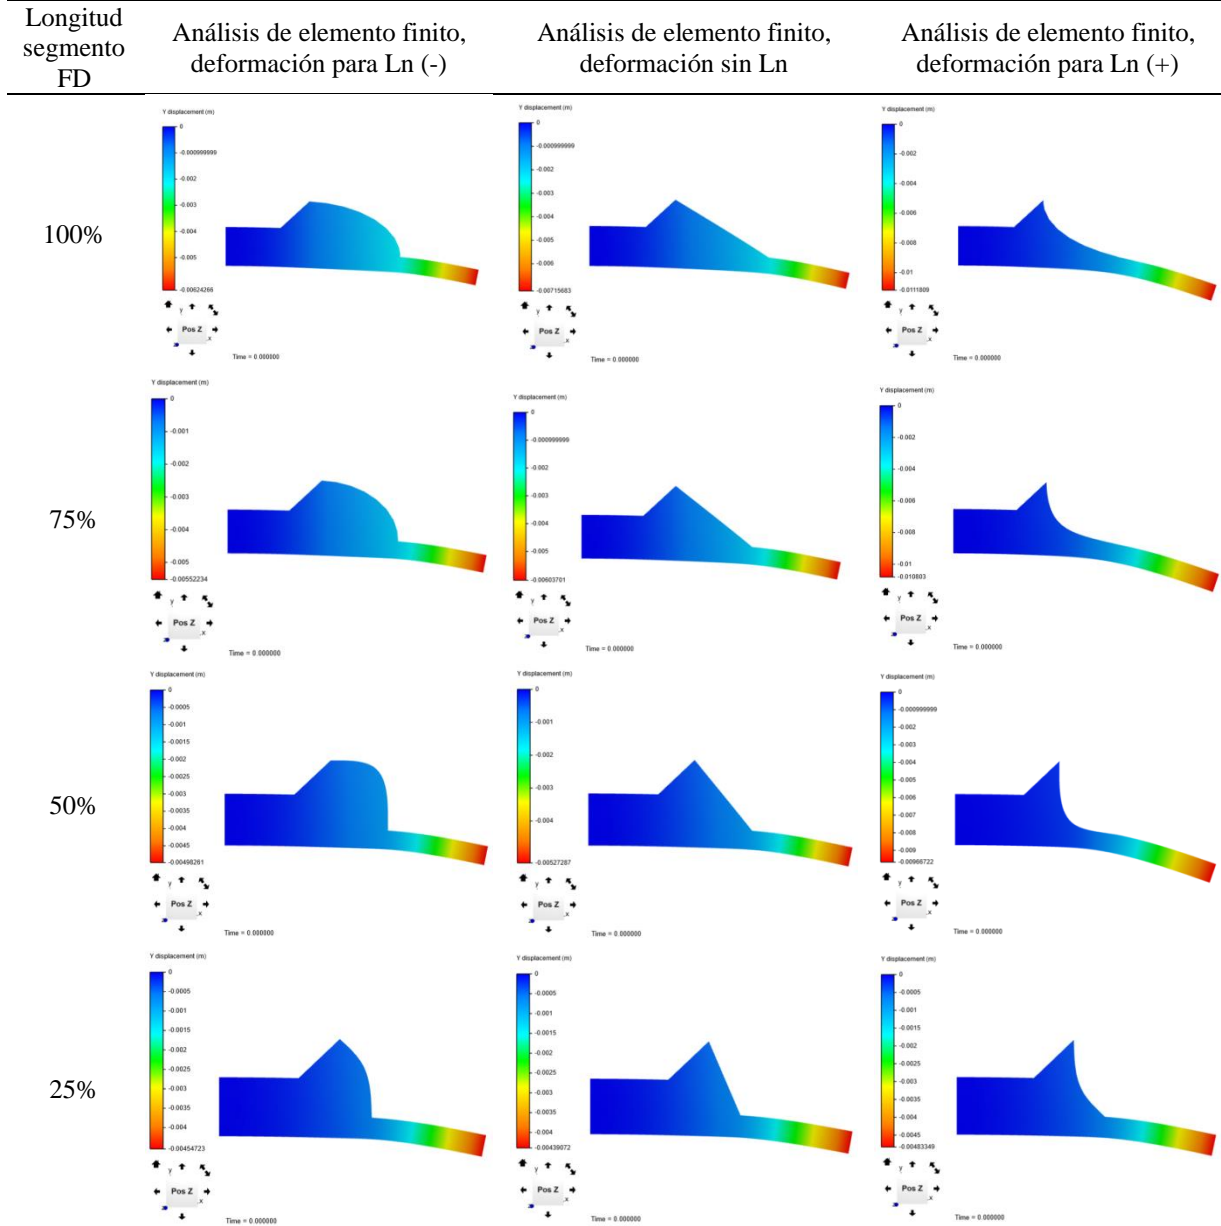 Longitud
segmento
FD
Análisis de elemento finito,
deformación para Ln (-)
Análisis de elemento finito,
deformación sin Ln
Análisis de elemento finito,
deformación para Ln (+)
100%
Y displacement (m)
0
-0.000999999
-0.002
-0.003
-0.004
-0.005
-0.00624266
y
Pos Z
x
Time = 0.000000
Y displacement (m)
0
-0.000999999
-0.002
-0.003
-0.004
-0.005
-0.006
-0.00715683
y
Pos Z
x
Time = 0.000000
Y displacement (m)
0
-0.002
-0.004
-0.006
-0.008
-0.01
-0.0111809
y
Pos Z
x
Time = 0.000000
75%
Y displacement (m)
0
-0.001
-0.002
-0.003
-0.004
-0.005
-0.00552234
y
Pos Z
x
Time = 0.000000
Y displacement (m)
0
-0.000999999
-0.002
-0.003
-0.004
-0.005
-0.00603701
y
Pos Z
x
Time = 0.000000
Y displacement (m)
0
-0.002
-0.004
-0.006
-0.008
-0.01
-0.010803
y
Pos Z
x
Time = 0.000000
50%
Y displacement (m)
0
-0.0005
-0.001
-0.0015
-0.002
-0.0025
-0.003
-0.0035
-0.004
-0.0045
-0.00498261
y
Pos Z
x
Time = 0.000000
Y displacement (m)
0
-0.001
-0.002
-0.003
-0.004
-0.00527287
y
Pos Z
x
Time = 0.000000
Y displacement (m)
0
-0.000999999
-0.002
-0.003
-0.004
-0.005
-0.006
-0.007
-0.008
-0.009
-0.00966722
y
Pos Z
x
Time = 0.000000
25%
Y displacement (m)
0
-0.0005
-0.001
-0.0015
-0.002
-0.0025
-0.003
-0.0035
-0.004
-0.00454723
y
Pos Z
x
Time = 0.000000
Y displacement (m)
0
-0.0005
-0.001
-0.0015
-0.002
-0.0025
-0.003
-0.0035
-0.004
-0.00439072
y
Pos Z
x
Time = 0.000000
Y displacement (m)
0
-0.0005
-0.001
-0.0015
-0.002
-0.0025
-0.003
-0.0035
-0.004
-0.0045
-0.00483349
y
Pos Z
x
Time = 0.000000